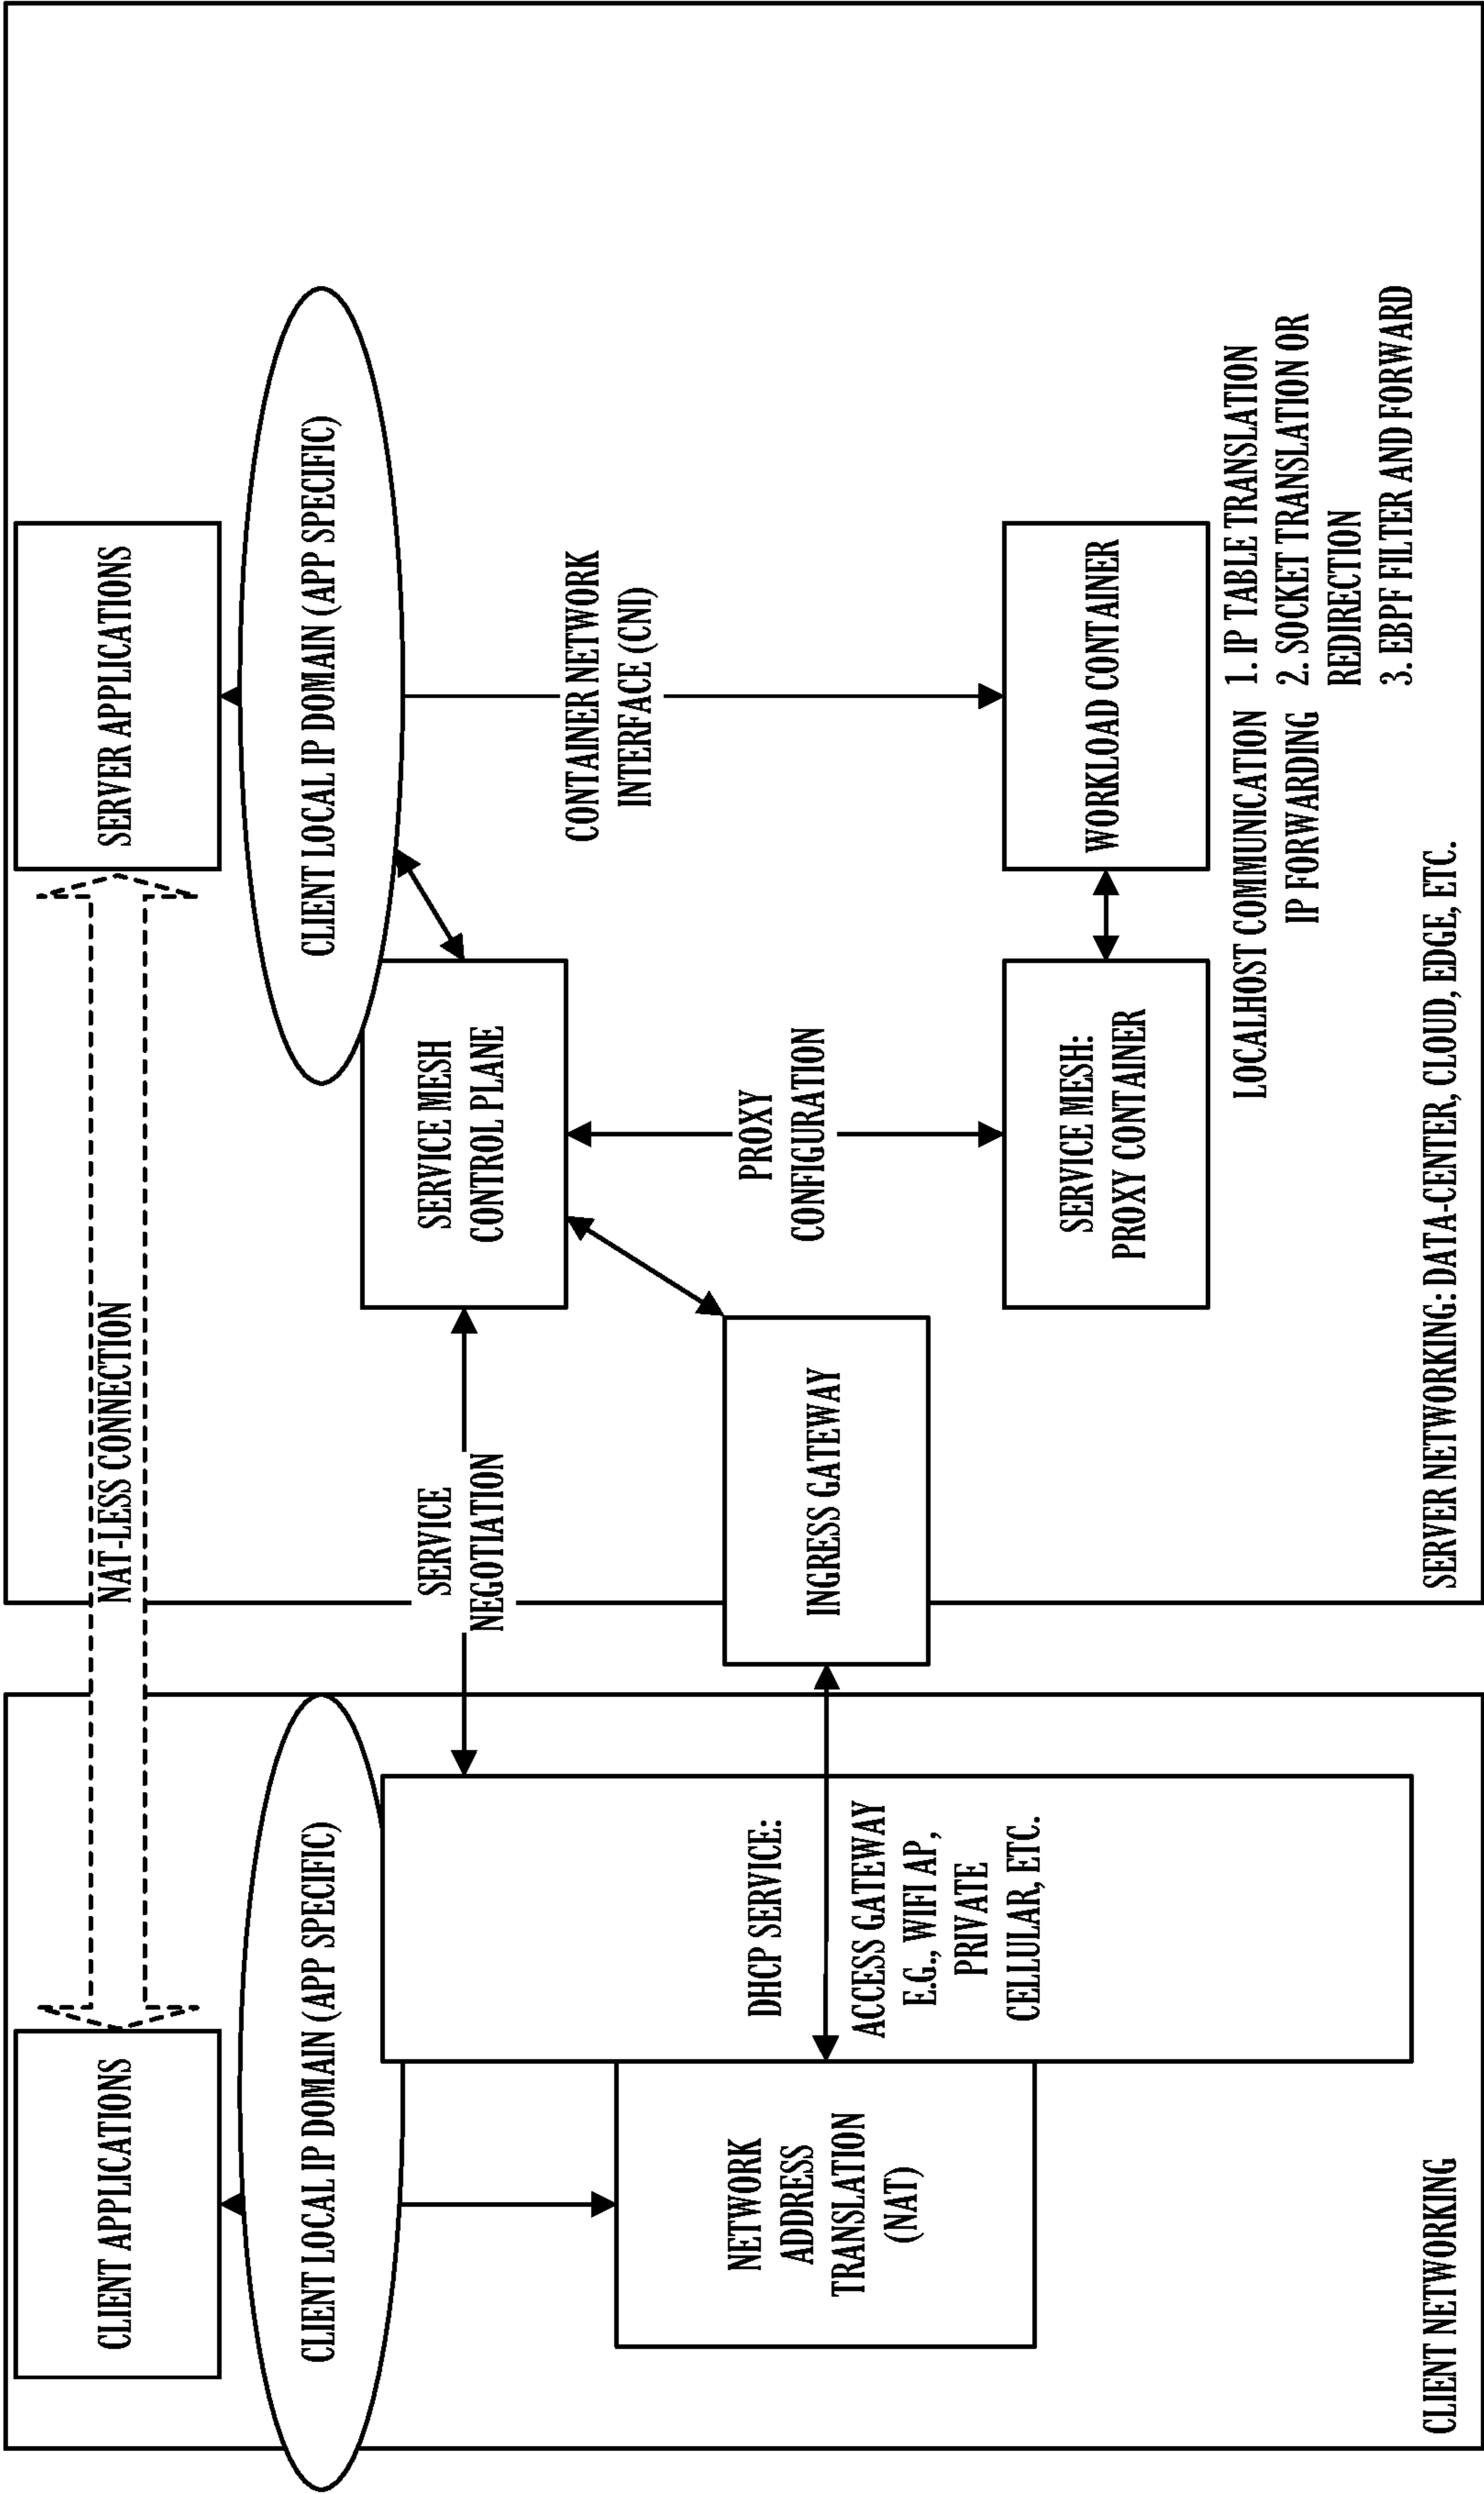 CLIENT APPLICATIONS
NAT-LESS CONNECTION
SERVER APPLICATIONS
CLIENT LOCAL IP DOMAIN (APP SPECIFIC)
CLIENT LOCAL IP DOMAIN (APP SPECIFIC)
SERVICE
NEGOTIATION
SERVICE MESH
CONTROL PLANE
CONTAINER NETWORK
INTERFACE (CNI)
NETWORK
ADDRESS
TRANSLATION
(NAT)
DHCP SERVICE:
ACCESS GATEWAY
E.G., WIFI AP ,
PRIVATE
CELLULAR, ETC.
INGRESS GATEWAY
PROXY
CONFIGURATION
SERVICE MESH:
PROXY CONTAINER
WORKLOAD CONTAINER
LOCALHOST COMMUNICATION
IP FORWARDING
1. IP TABLE TRANSLATION
2. SOCKET TRANSLATION OR
REDIRECTION
3. EBPF FILTER AND FORWARD
CLIENT NETWORKING
SERVER NETWORKING: DATA-CENTER, CLOUD, EDGE, ETC.